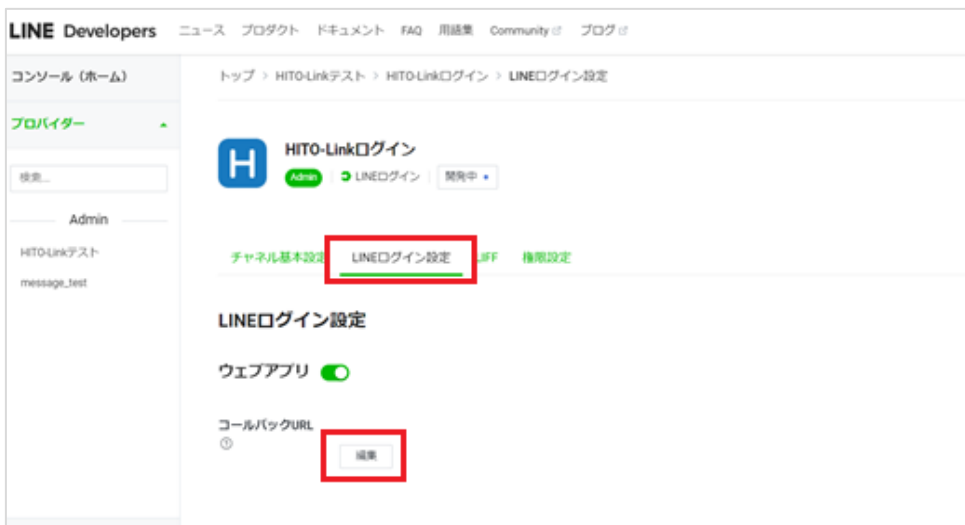 LINE Developers ニュース プロダクト ドキュメント FAQ 用語集 Community ブログ
コンソール（ホーム）
トップ > HITO-Linkテスト > HITO-Linkログイン > LINEログイン設定
プロバイダー
検索...
Admin
HITO-Linkテスト
message_test
H
HITO-Linkログイン
Admin LINEログイン 開発中
チャネル基本設定 LINEログイン設定 LIFF 権限設定
LINEログイン設定
ウェブアプリ
コールバックURL
編集